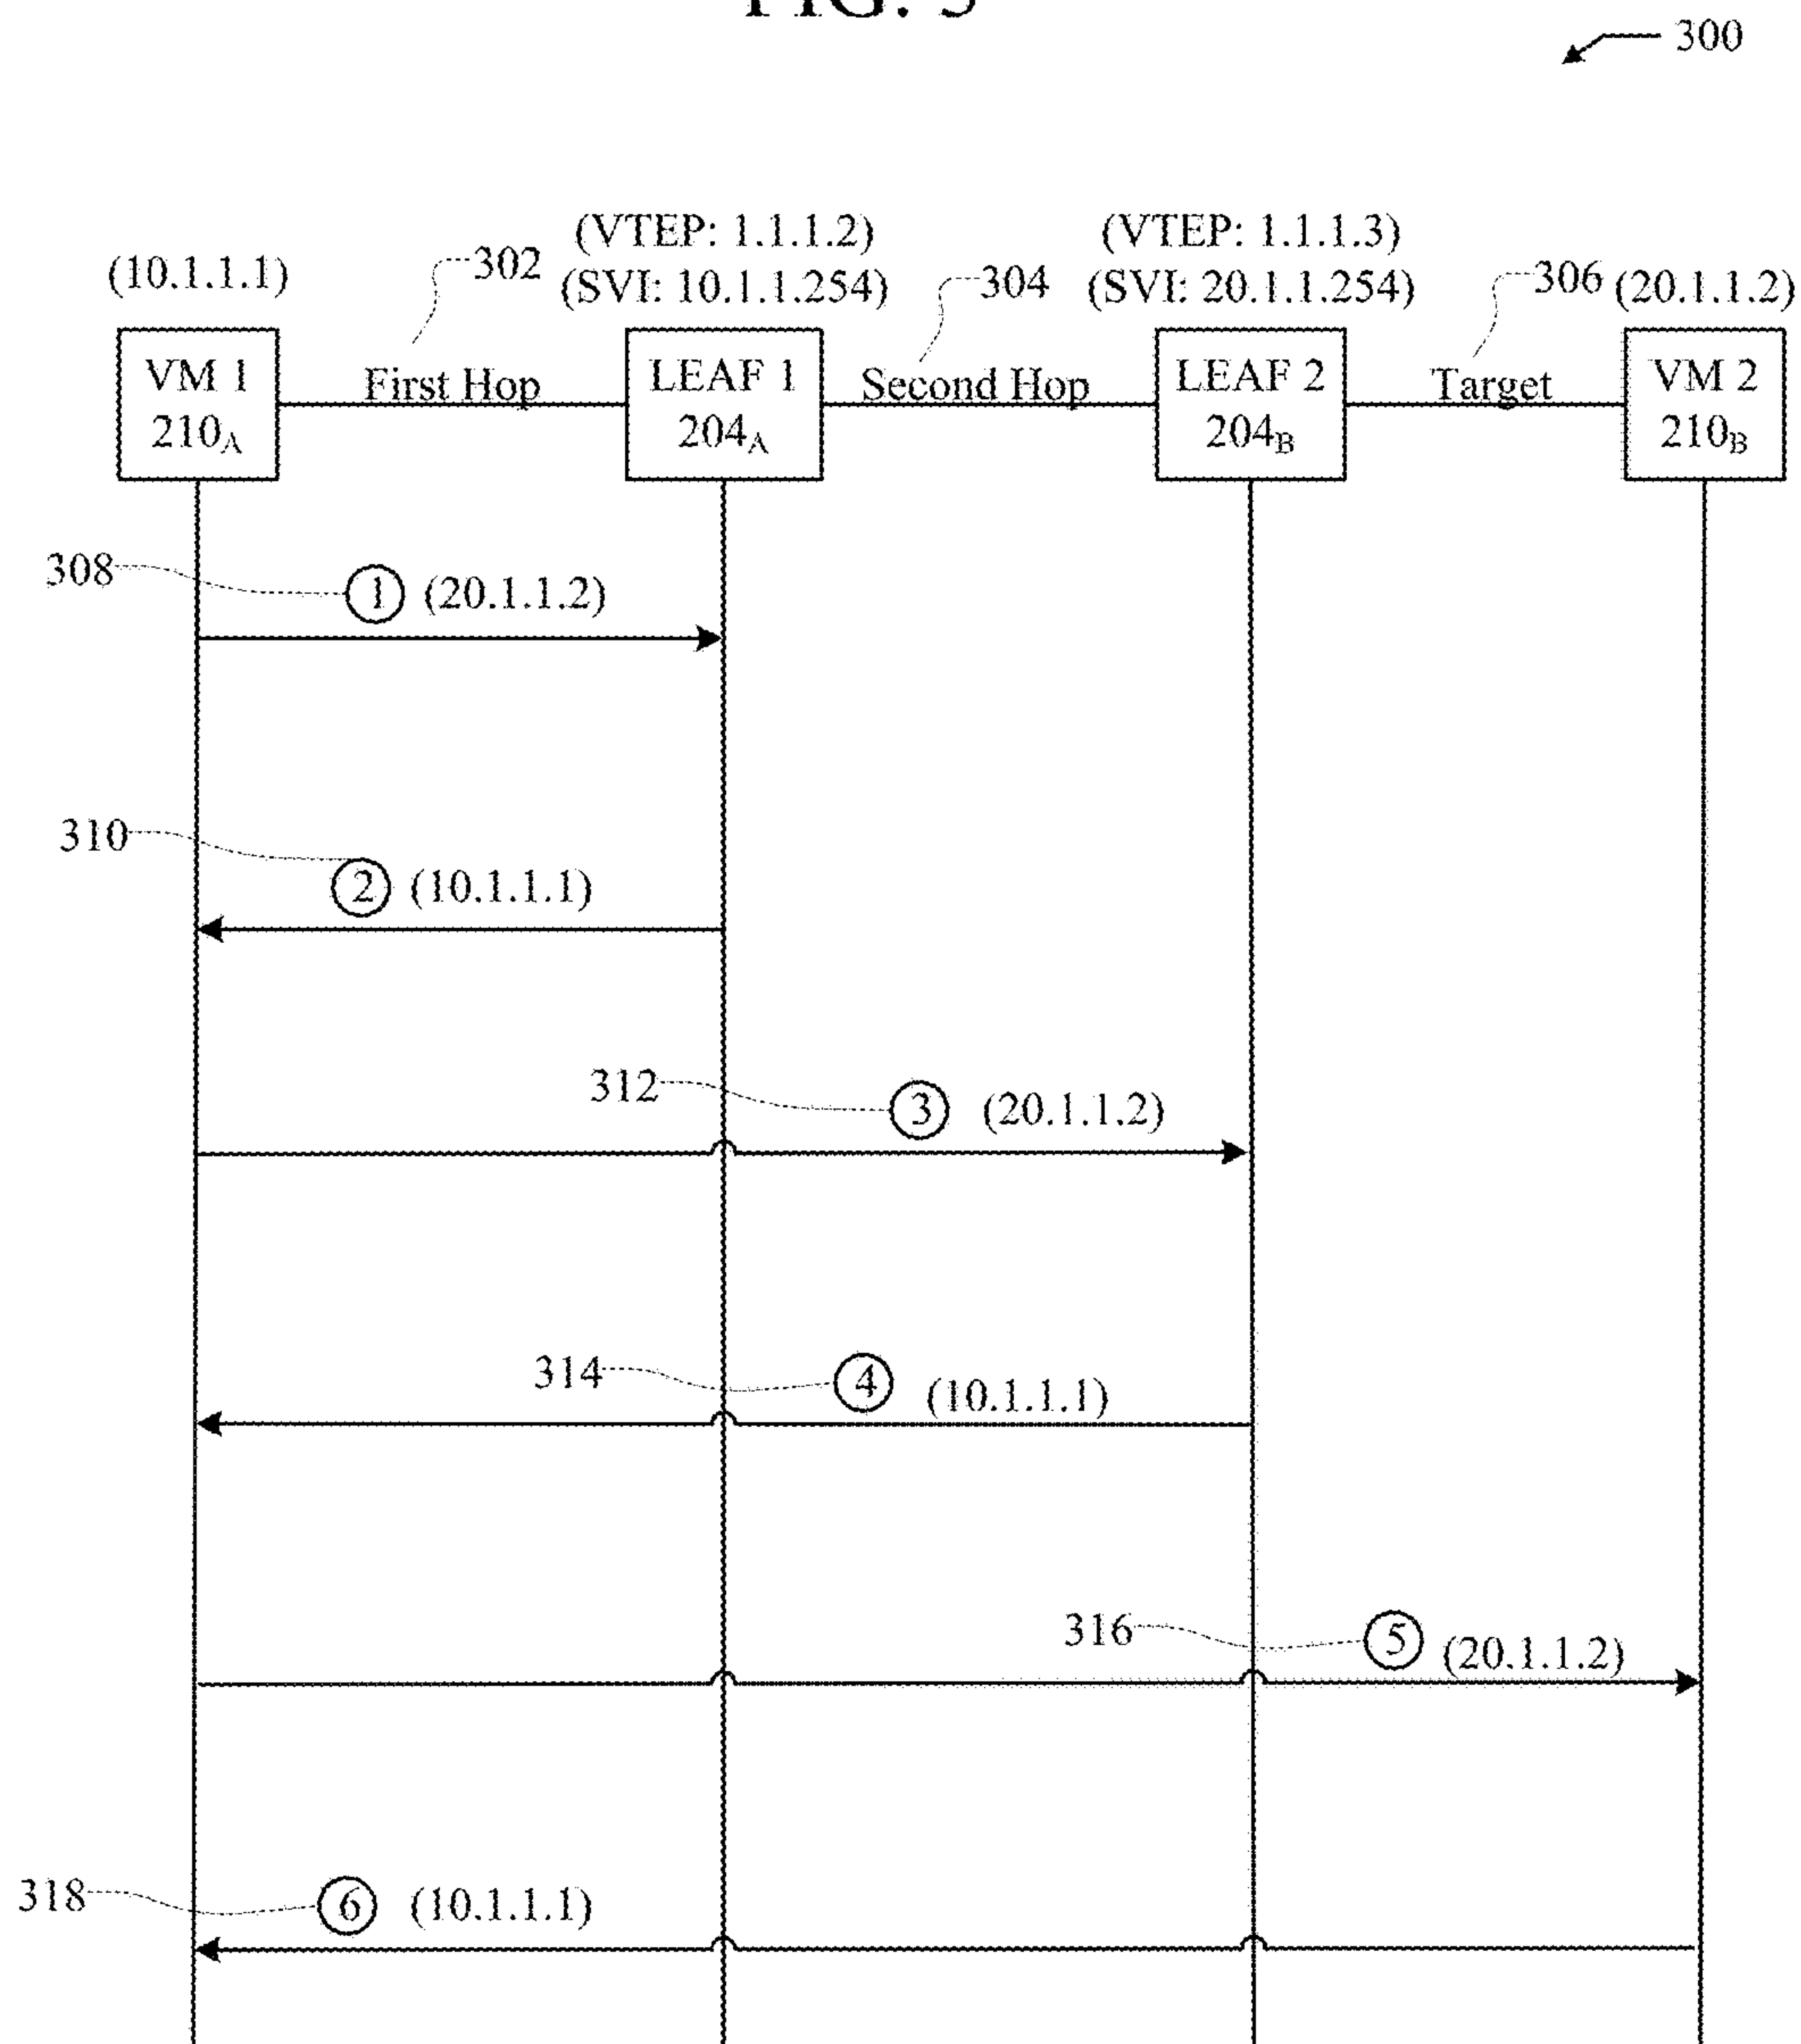 FIG. 3
300
(10.1.1.1)
302
(VTEP: 1.1.1.2)
(SVI: 10.1.1.254)
304
(VTEP: 1.1.1.3)
(SVI: 20.1.1.254)
306
(20.1.1.2)
VM 1
210A
First Hop
LEAF 1
204A
Second Hop
LEAF 2
204B
Target
VM 2
210B
308
1 (20.1.1.2)
310
2 (10.1.1.1)
312
3 (20.1.1.2)
314
4 (10.1.1.1)
316
5 (20.1.1.2)
318
6 (10.1.1.1)